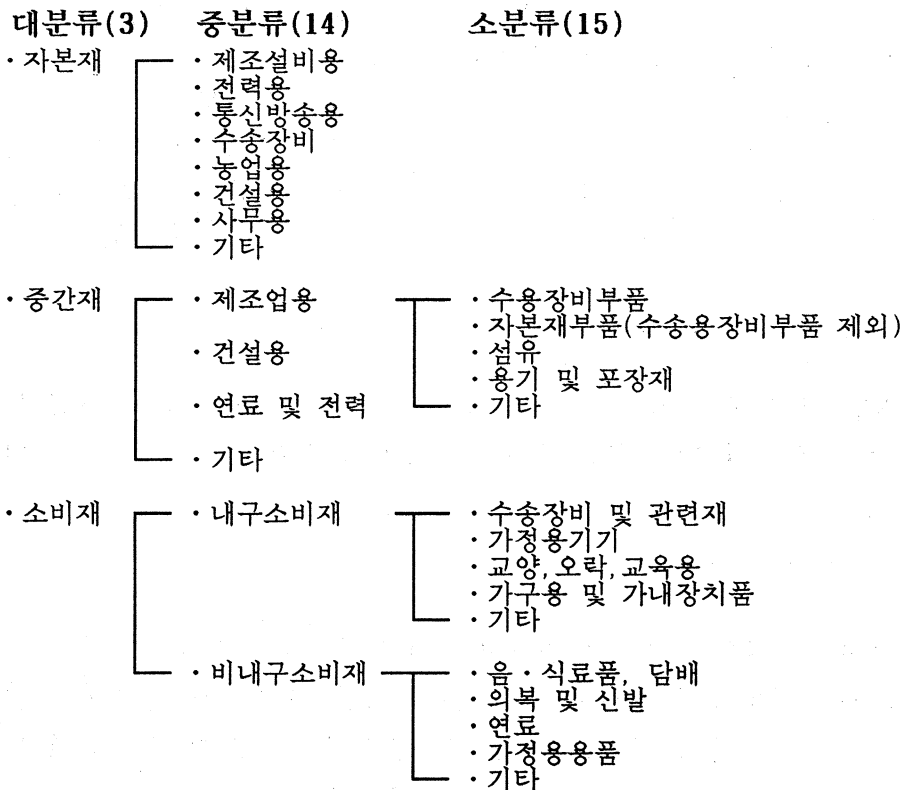 대분류(3) 중분류(14) 소분류(15)
· 자본재 · 제조설비용
· 전력용
· 통신방송용
· 수송장비
· 농업용
· 건설용
· 사무용
· 기타
· 중간재 · 제조업용 · 수용장비부품
· 자본재부품(수송용장비부품 제외)
· 건설용 · 섬유
· 용기 및 포장재
· 연료 및 전력 · 기타
· 기타
· 소비재 · 내구소비재 · 수송장비 및 관련재
· 가정용기기
· 교양, 오락, 교육용
· 가구용 및 가내장치품
· 기타
· 비내구소비재 · 음 · 식료품, 담배
· 의복 및 신발
· 연료
· 가정용용품
· 기타